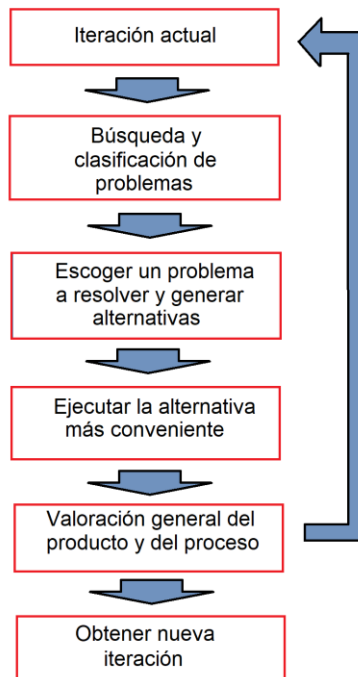 Iteración actual
Búsqueda y
clasificación de
problemas
Escoger un problema
a resolver y generar
alternativas
Ejecutar la alternativa
más conveniente
Valoración general del
producto y del proceso
Obtener nueva
iteración